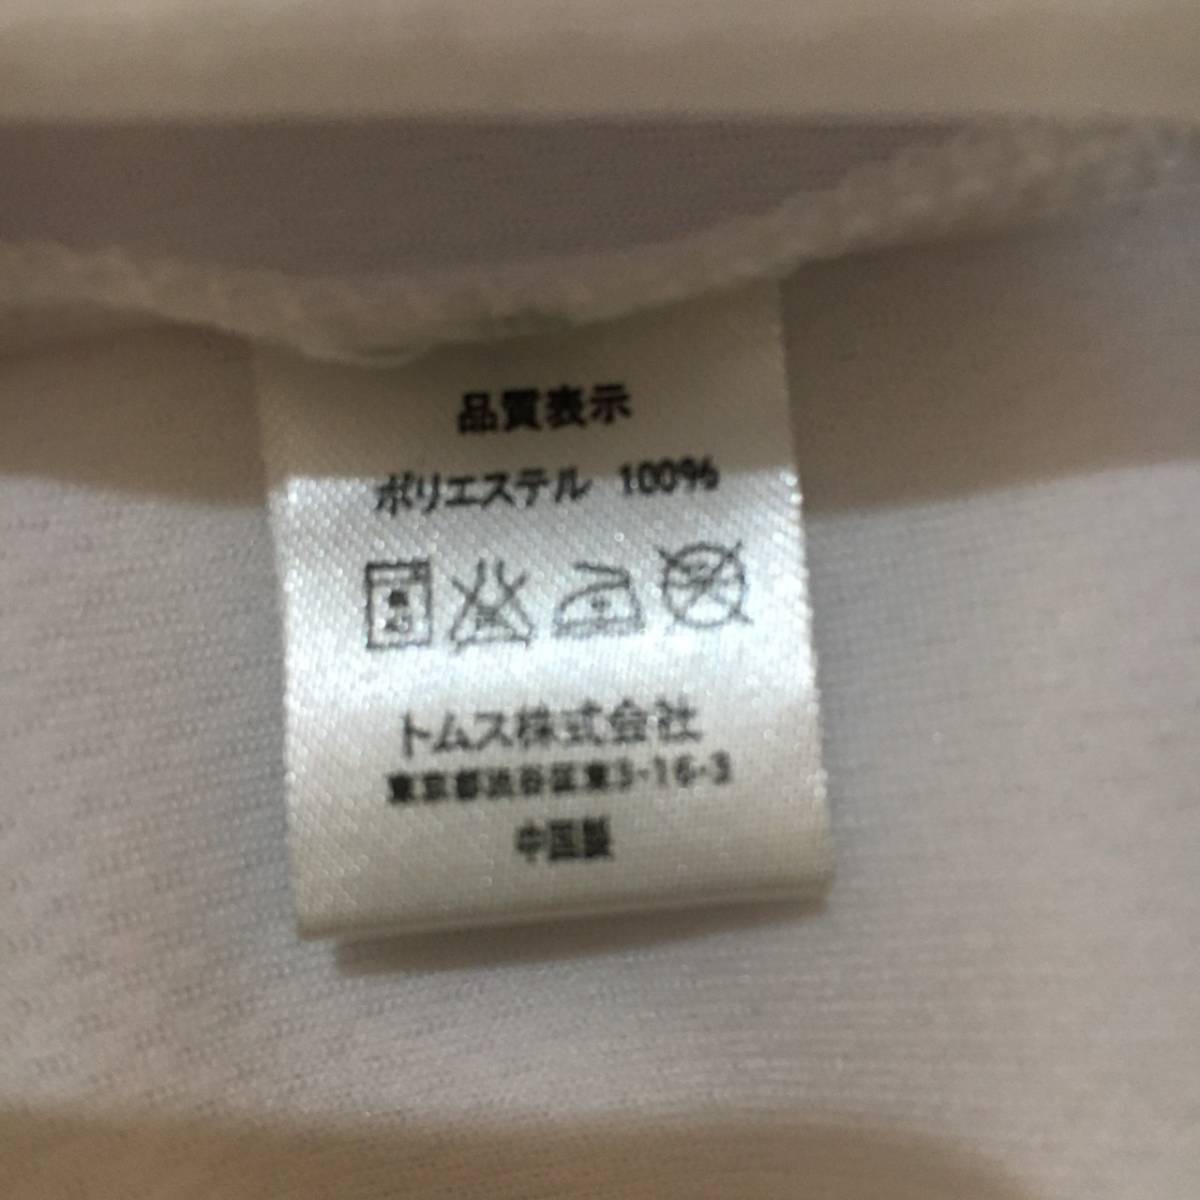 品質表示
ポリエステル 100%
トムス株式会社
東京都渋谷区東3-16-3
中国製